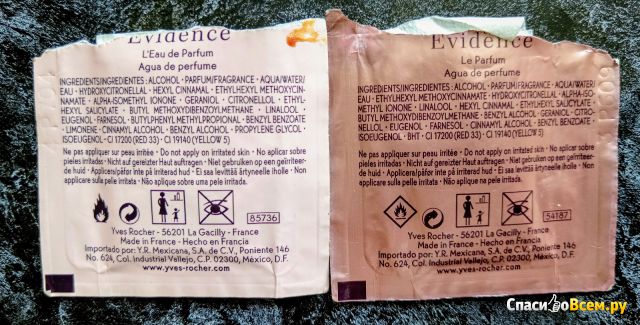 Evidence
L'Eau de Parfum
Agua de perfume
INGREDIENTS/INGREDIENTES: ALCOHOL · PARFUM/FRAGRANCE · AQUA/WATER/
EAU · HYDROXYCITRONELLAL · HEXYL CINNAMAL · ETHYLHEXYL METHOXYCIN-
NAMATE · ALPHA-ISOMETHYL IONONE · GERANIOL · CITRONELLOL · ETHYL-
HEXYL SALICYLATE · BUTYL METHOXYDIBENZOYLMETHANE · LINALOOL ·
EUGENOL · FARNESOL · BUTYLPHENYL METHYLPROPIONAL · BENZYL BENZOATE
· LIMONENE · CINNAMYL ALCOHOL · BENZYL ALCOHOL · PROPYLENE GLYCOL ·
ISOEUGENOL · CI 17200 (RED 33) · CI 19140 (YELLOW 5)
Ne pas appliquer sur peau irritée · Do not apply on irritated skin · No aplicar sobre
pieles irritadas · Nicht auf gereizter Haut auftragen · Niet gebruiken op een geïrriteer-
de huid · Applicera/påfør inte på irriterad hud · Ei saa levittää ärtyneelle iholle · Non
applicare sulla pelle irritata · Não aplique sobre uma pele irritada.
85736
Yves Rocher - 56201 La Gacilly - France
Made in France - Hecho en Francia
Importado por: Y.R. Mexicana, S.A. de C.V., Poniente 146
No. 624, Col. Industrial Vallejo, C.P. 02300, México, D.F.
www.yves-rocher.com
Evidence
Le Parfum
Agua de perfume
INGREDIENTS/INGREDIENTES: ALCOHOL · PARFUM/FRAGRANCE · AQUA/WATER/
EAU · ETHYLHEXYL METHOXYCINNAMATE · HYDROXYCITRONELLAL · ALPHA-ISO-
METHYL IONONE · LINALOOL · HEXYL CINNAMAL · ETHYLHEXYL SALICYLATE ·
BUTYL METHOXYDIBENZOYLMETHANE · BENZYL ALCOHOL · GERANIOL · CITRO-
NELLOL · EUGENOL · FARNESOL · CINNAMYL ALCOHOL · BENZYL BENZOATE ·
ISOEUGENOL · BHT · CI 17200 (RED 33) · CI 19140 (YELLOW 5)
Ne pas appliquer sur peau irritée · Do not apply on irritated skin · No aplicar sobre
pieles irritadas · Nicht auf gereizter Haut auftragen · Niet gebruiken op een geïrriteer-
de huid · Applicera/påfør inte på irriterad hud · Ei saa levittää ärtyneelle iholle · Non
applicare sulla pelle irritata · Não aplique sobre uma pele irritada.
54187
Yves Rocher - 56201 La Gacilly - France
Made in France - Hecho en Francia
Importado por: Y.R. Mexicana, S.A. de C.V., Poniente 146
No. 624, Col. Industrial Vallejo, C.P. 02300, México, D.F.
www.yves-rocher.com
СпасибоВсем.ру